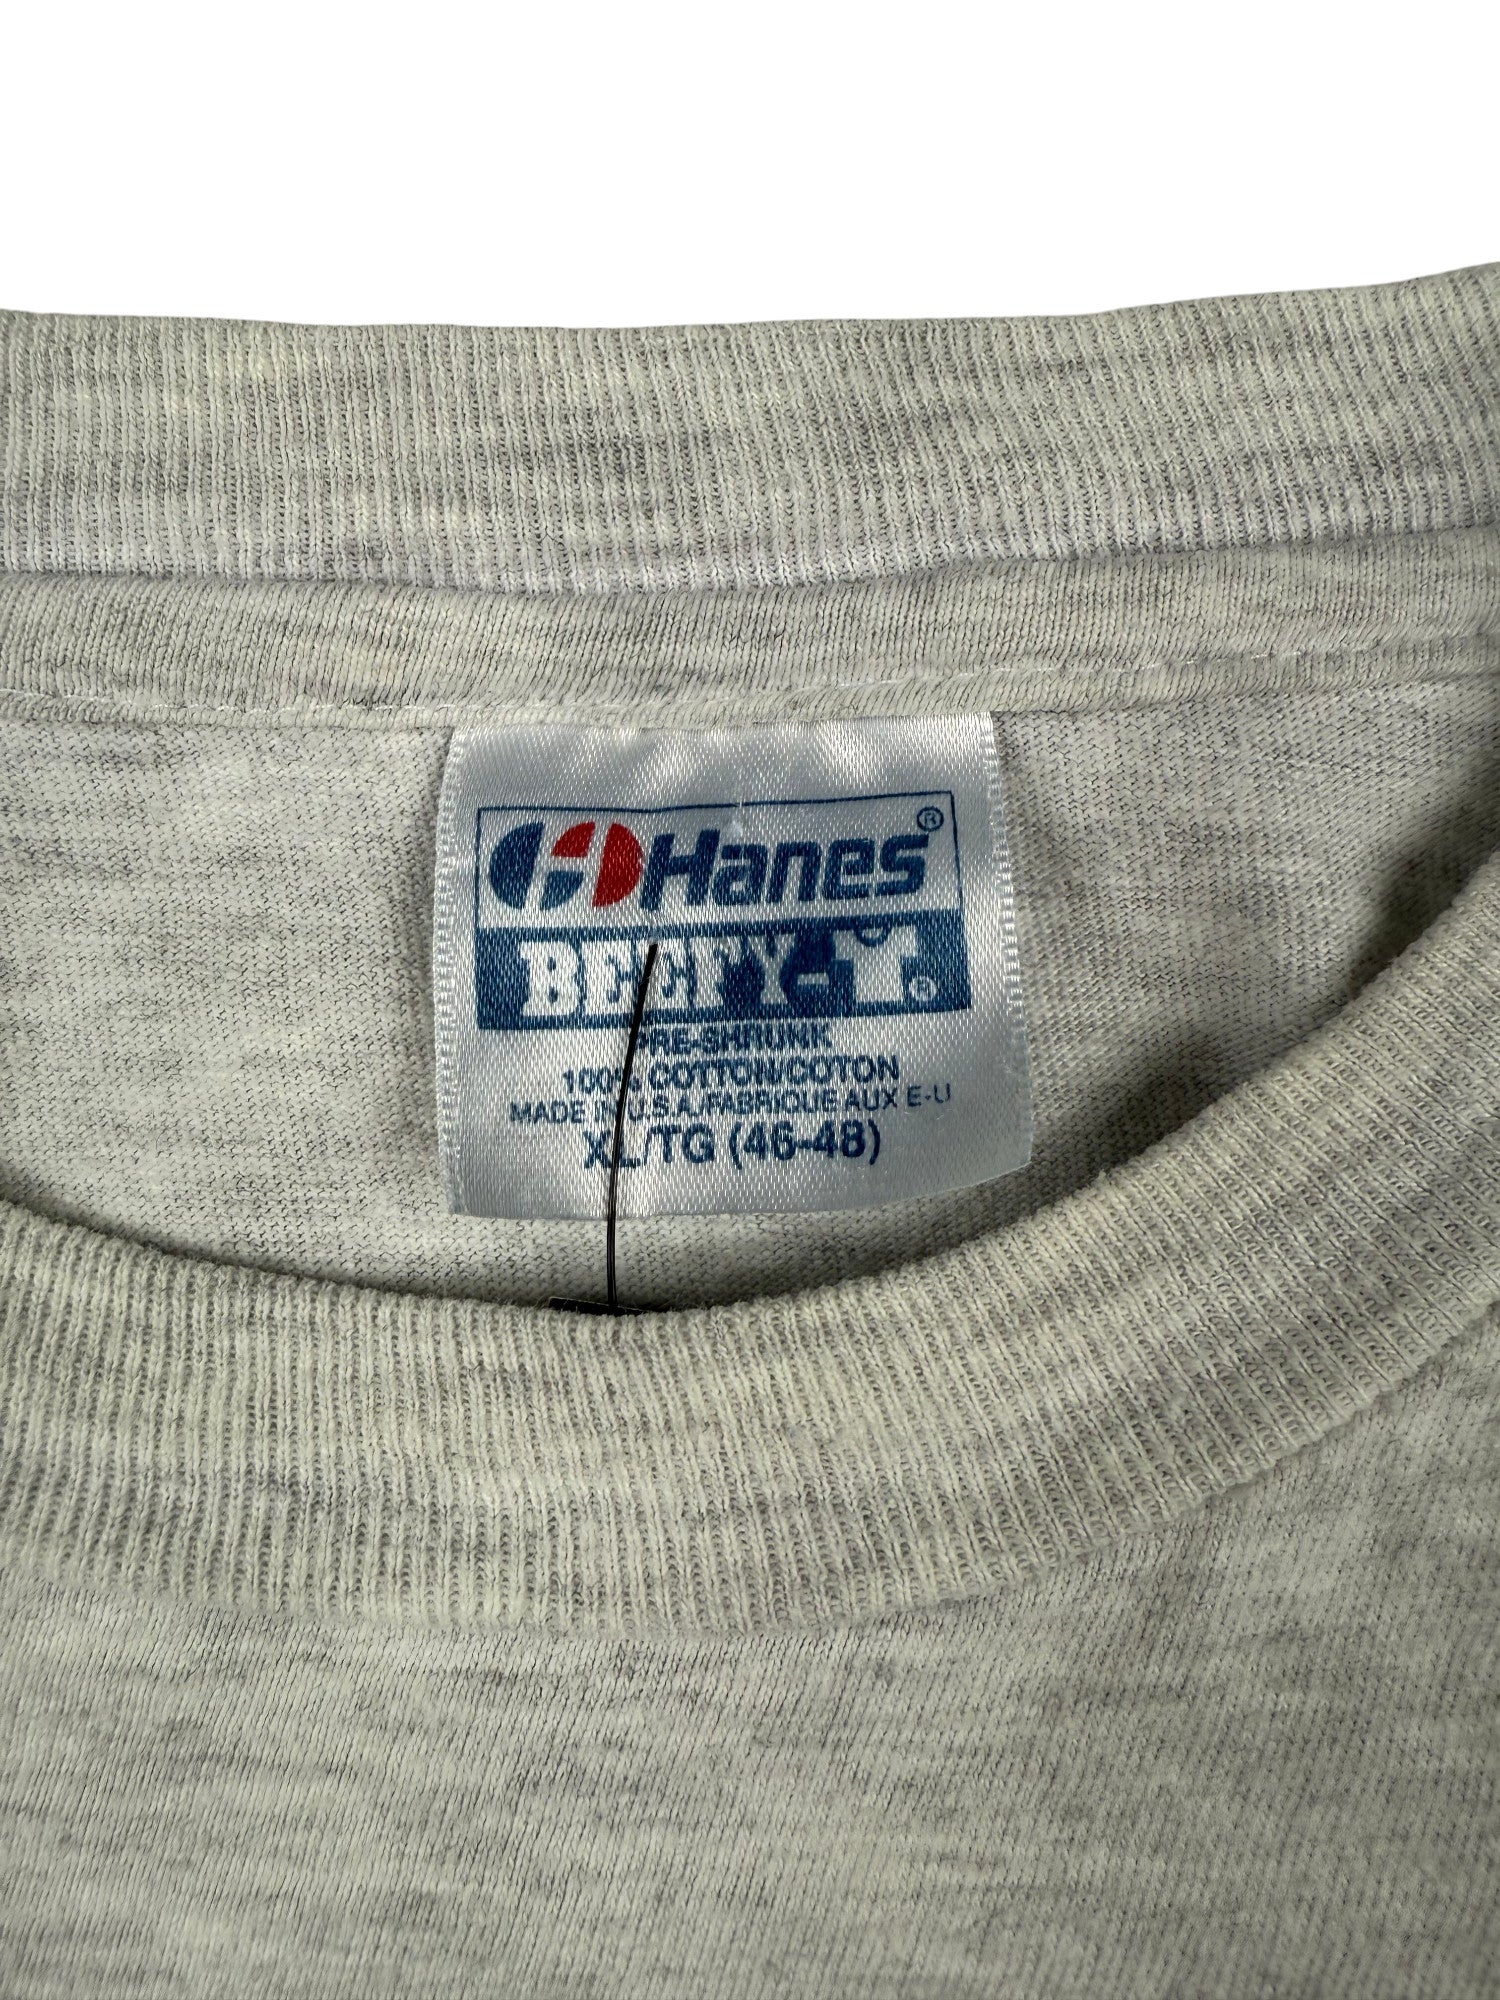 Hanes®
BEEFY-T®
PRE-SHRUNK
100% COTTON/COTON
MADE IN U.S.A./FABRIQUE AUX E-U
XL/TG (46-48)